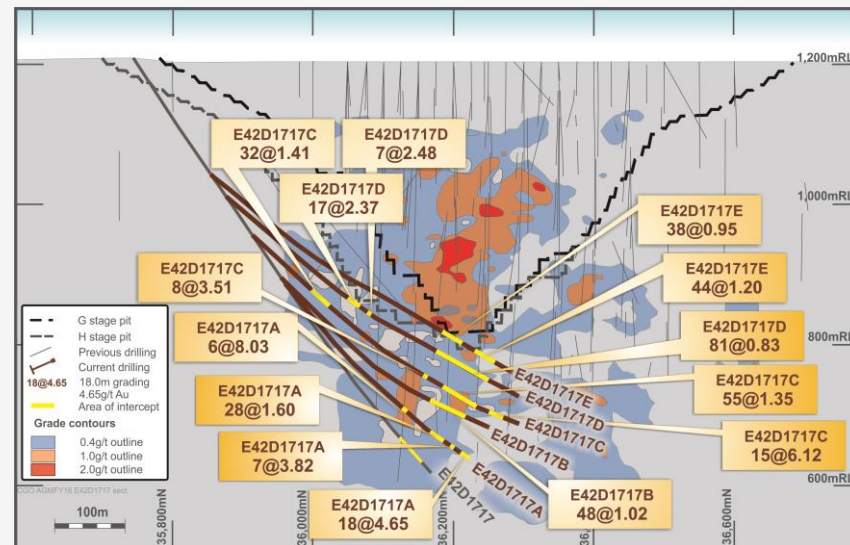 1,200mRL
E42D1717C
32@1.41
E42D1717D
7@2.48
E42D1717D
17@2.37
1,000mRL
E42D1717E
38@0.95
E42D1717C
8@3.51
E42D1717E
44@1.20
E42D1717A
6@8.03
E42D1717D
81@0.83
800mRL
E42D1717A
28@1.60
E42D1717C
55@1.35
E42D1717A
7@3.82
E42D1717C
15@6.12
E42D1717A
18@4.65
E42D1717B
48@1.02
600mRL
E42D1717E
E42D1717D
E42D1717C
E42D1717B
E42D1717A
E42D1717
G stage pit
H stage pit
Previous drilling
Current drilling
18@4.65 18.0m grading
4.65g/t Au
Area of intercept
Grade contours
0.4g/t outline
1.0g/t outline
2.0g/t outline
CGO AGMFY16 E42D1717 sect
100m
35,800mN
36,000mN
36,200mN
36,600mN